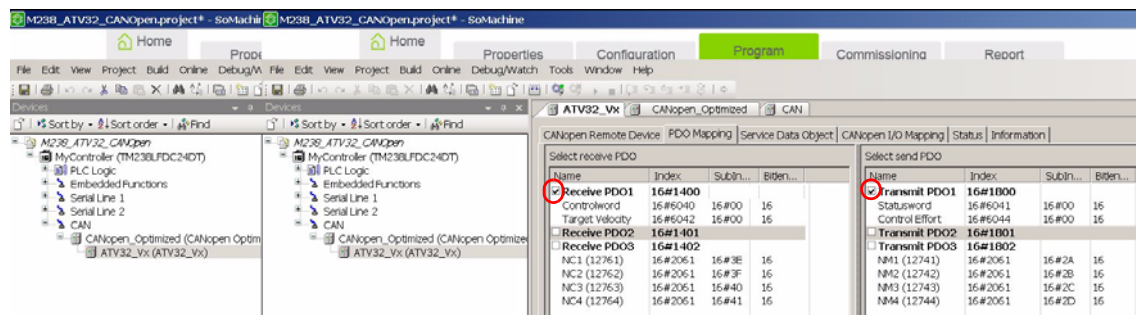 M238_ATV32_CANOpen.project* - SoMachin
M238_ATV32_CANOpen.project* - SoMachine
Home
Prope
Home
Properties
Configuration
Program
Commissioning
Report
File Edit View Project Build Online Debug/W
File Edit View Project Build Online Debug/Watch Tools Window Help
Devices
Devices
ATV32_Vx
CANopen_Optimized
CAN
Sort by
Sort order
Find
Sort by
Sort order
Find
CANopen Remote Device
PDO Mapping
Service Data Object
CANopen I/O Mapping
Status
Information
M238_ATV32_CANOpen
MyController (TM238LFDC24DT)
PLC Logic
Embedded Functions
Serial Line 1
Serial Line 2
CAN
CANopen_Optimized (CANopen Optim
ATV32_Vx (ATV32_Vx)
M238_ATV32_CANOpen
MyController (TM238LFDC24DT)
PLC Logic
Embedded Functions
Serial Line 1
Serial Line 2
CAN
CANopen_Optimized (CANopen Optimize
ATV32_Vx (ATV32_Vx)
Select receive PDO
Name Index SubIn... Bitlen...
Receive PDO1 16#1400
Controlword 16#6040 16#00 16
Target Velocity 16#6042 16#00 16
Receive PDO2 16#1401
Receive PDO3 16#1402
NC1 (12761) 16#2061 16#3E 16
NC2 (12762) 16#2061 16#3F 16
NC3 (12763) 16#2061 16#40 16
NC4 (12764) 16#2061 16#41 16
Select send PDO
Name Index SubIn... Bitlen...
Transmit PDO1 16#1800
Statusword 16#6041 16#00 16
Control Effort 16#6044 16#00 16
Transmit PDO2 16#1801
Transmit PDO3 16#1802
NM1 (12741) 16#2061 16#2A 16
NM2 (12742) 16#2061 16#2B 16
NM3 (12743) 16#2061 16#2C 16
NM4 (12744) 16#2061 16#2D 16